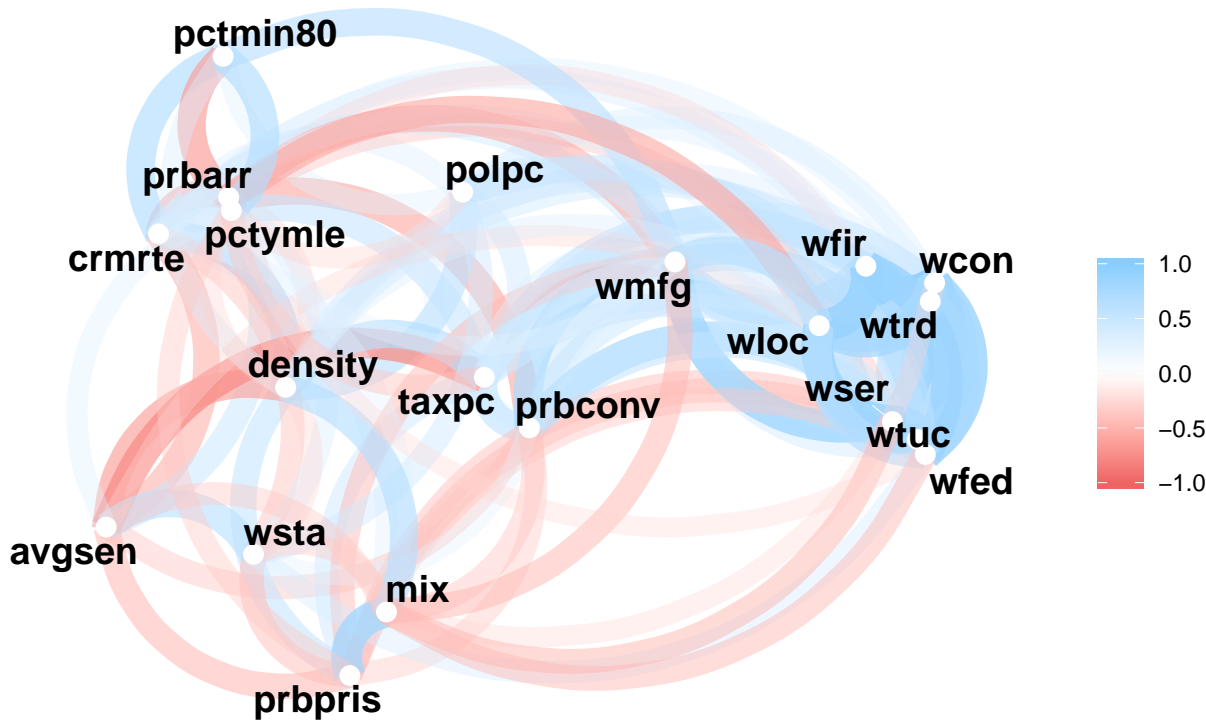 pctmin80
prbarr
polpc
pctymle
crmrte
wfir
wcon
wmfg
wtrd
wloc
density
taxpc
prbconv
wser
wtuc
wfed
wsta
avgsen
mix
prbpris
1.0
0.5
0.0
−0.5
−1.0